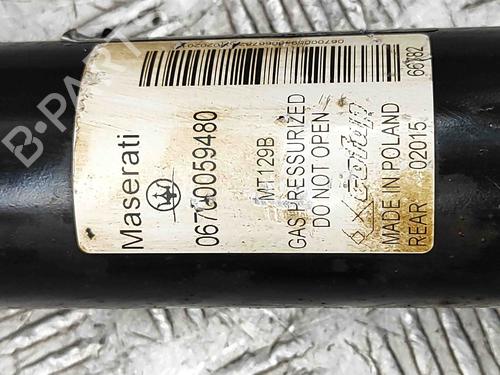 Maserati
06700059480
MT129B
GAS PRESSURIZED
DO NOT OPEN
MADE IN POLAND
REAR 02015
66782
B-PARTS